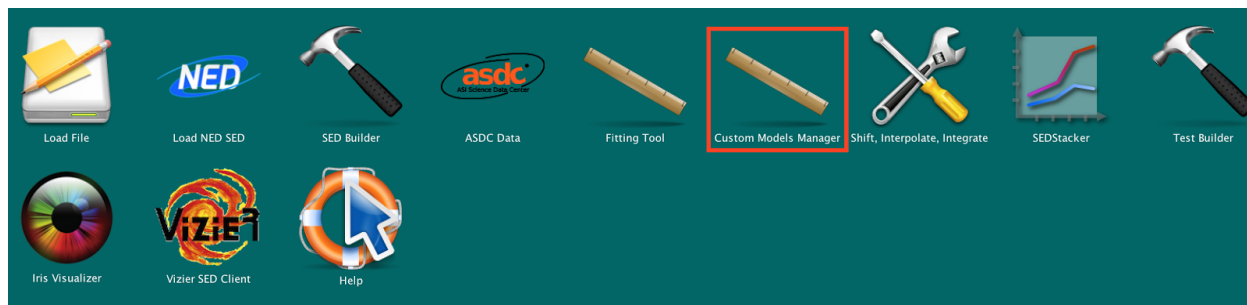 NED
asdc
ASI Science Data Center
Load File
Load NED SED
SED Builder
ASDC Data
Fitting Tool
Custom Models Manager
Shift, Interpolate, Integrate
SEDStacker
Test Builder
VizieR
Iris Visualizer
Vizier SED Client
Help